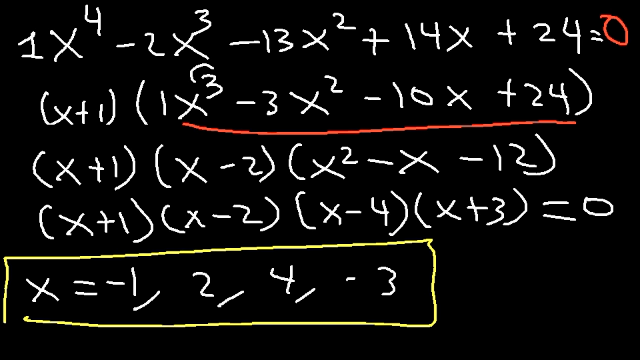 1x⁴ - 2x³ - 13x² + 14x + 24 = 0
(x+1) (1x³ - 3x² - 10x + 24)
(x+1) (x-2) (x² - x - 12)
(x+1) (x-2) (x-4) (x+3) = 0
x = -1, 2, 4, -3